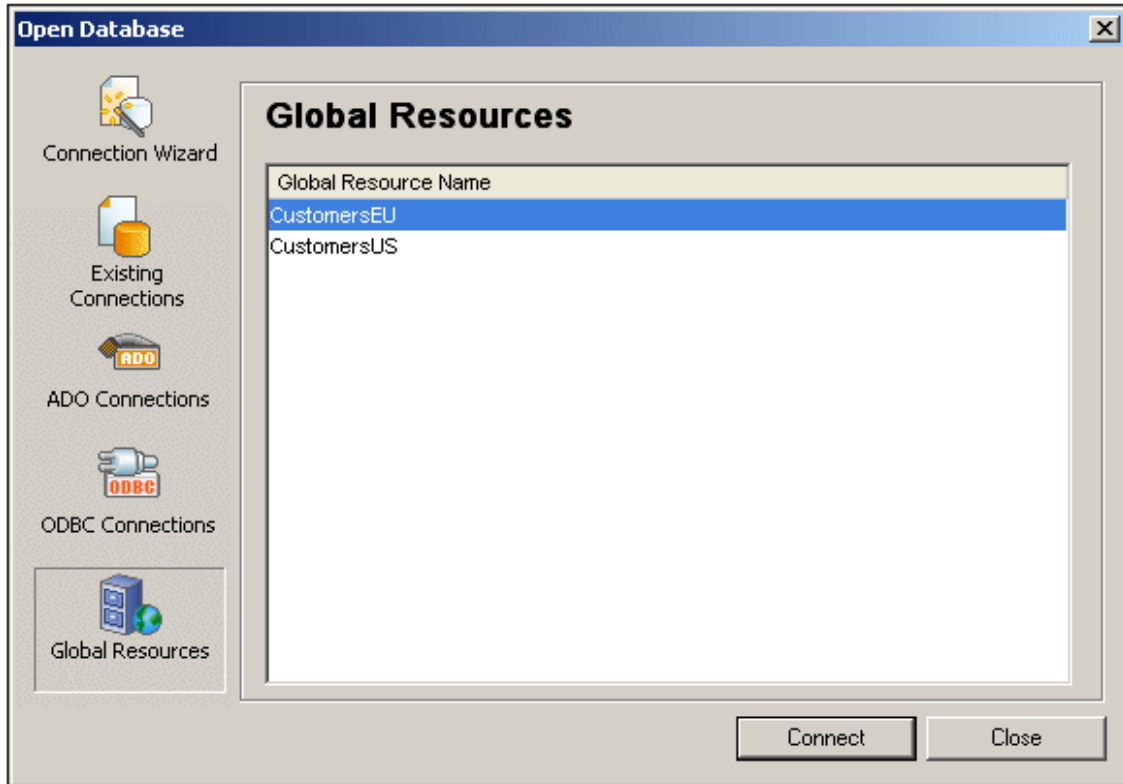 Open Database
Connection Wizard
Existing
Connections
ADO
ADO Connections
ODBC
ODBC Connections
Global Resources
Global Resources
Global Resource Name
CustomersEU
CustomersUS
Connect
Close